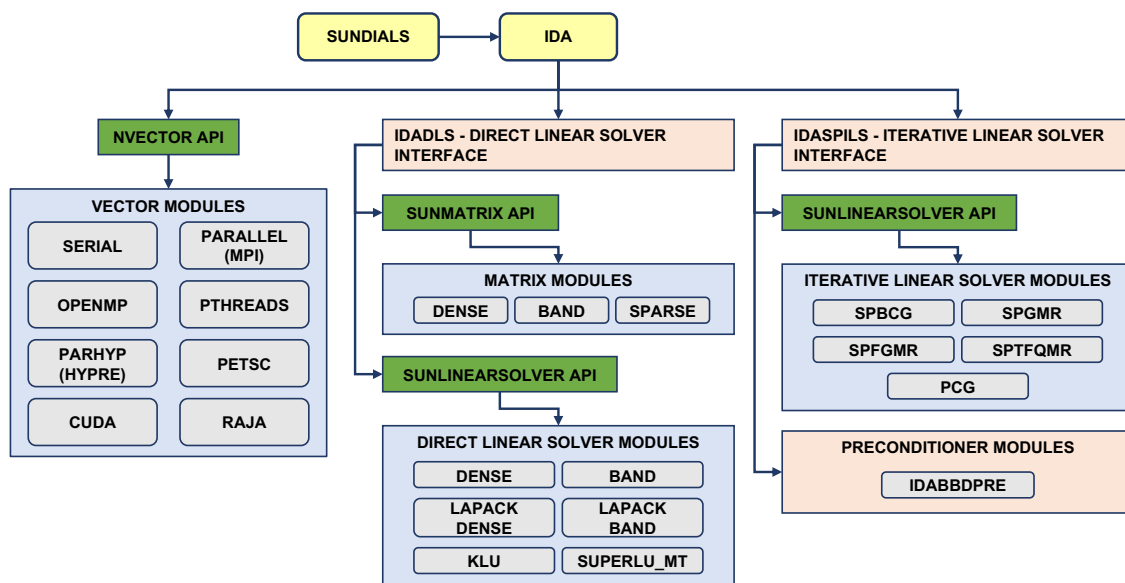 SUNDIALS
IDA
NVECTOR API
VECTOR MODULES
SERIAL
PARALLEL
(MPI)
OPENMP
PTHREADS
PARHYP
(HYPRE)
PETSC
CUDA
RAJA
IDADLS - DIRECT LINEAR SOLVER
INTERFACE
SUNMATRIX API
MATRIX MODULES
DENSE
BAND
SPARSE
SUNLINEARSOLVER API
DIRECT LINEAR SOLVER MODULES
DENSE
BAND
LAPACK
DENSE
LAPACK
BAND
KLU
SUPERLU_MT
IDASPILS - ITERATIVE LINEAR SOLVER
INTERFACE
SUNLINEARSOLVER API
ITERATIVE LINEAR SOLVER MODULES
SPBCG
SPGMR
SPFGMR
SPTFQMR
PCG
PRECONDITIONER MODULES
IDABBDPRE